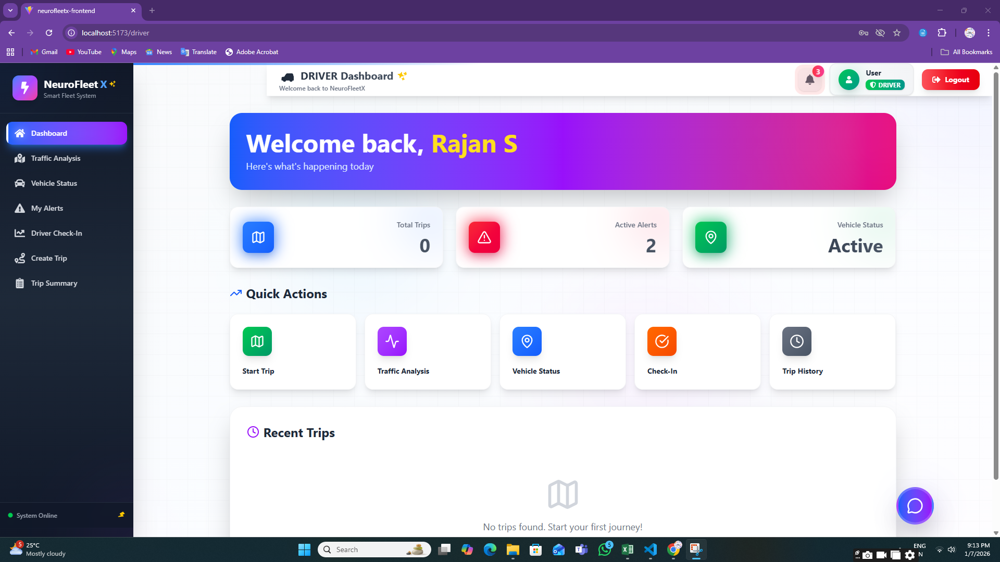 neurofleetx-frontend
localhost:5173/driver
Gmail
YouTube
Maps
News
Translate
Adobe Acrobat
All Bookmarks
NeuroFleet X
Smart Fleet System
DRIVER Dashboard
Welcome back to NeuroFleetX
3
User
DRIVER
Logout
Dashboard
Traffic Analysis
Vehicle Status
My Alerts
Driver Check-In
Create Trip
Trip Summary
System Online
Welcome back, Rajan S
Here's what's happening today
Total Trips
0
Active Alerts
2
Vehicle Status
Active
Quick Actions
Start Trip
Traffic Analysis
Vehicle Status
Check-In
Trip History
Recent Trips
No trips found. Start your first journey!
5
25°C
Mostly cloudy
Search
5
ENG
N
9:13 PM
1/7/2026